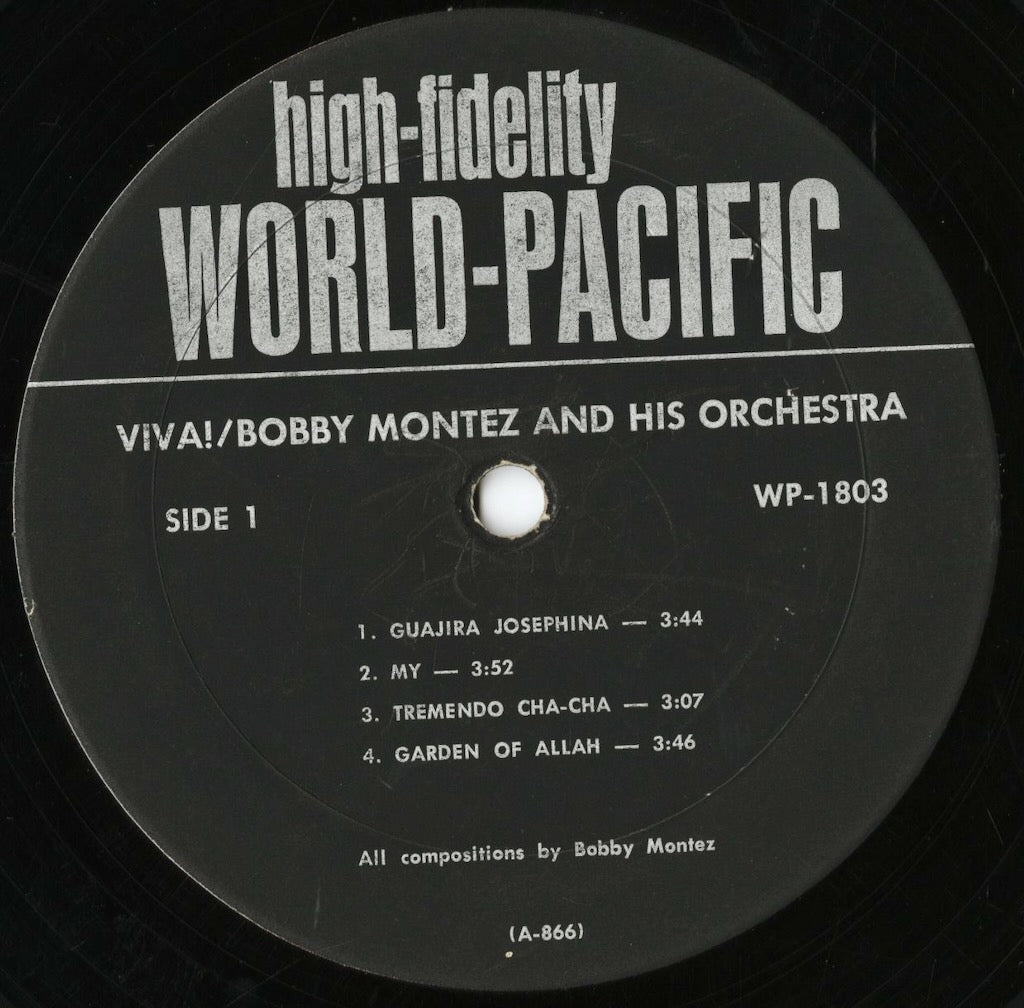 high-fidelity
WORLD-PACIFIC
VIVA!/BOBBY MONTEZ AND HIS ORCHESTRA
SIDE 1 WP-1803
1. GUAJIRA JOSEPHINA — 3:44
2. MY — 3:52
3. TREMENDO CHA-CHA — 3:07
4. GARDEN OF ALLAH — 3:46
All compositions by Bobby Montez
(A-866)